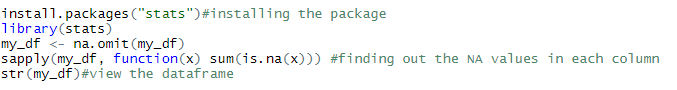 install.packages("stats")#installing the package
library(stats)
my_df <- na.omit(my_df)
sapply(my_df, function(x) sum(is.na(x))) #finding out the NA values in each column
str(my_df)#view the dataframe